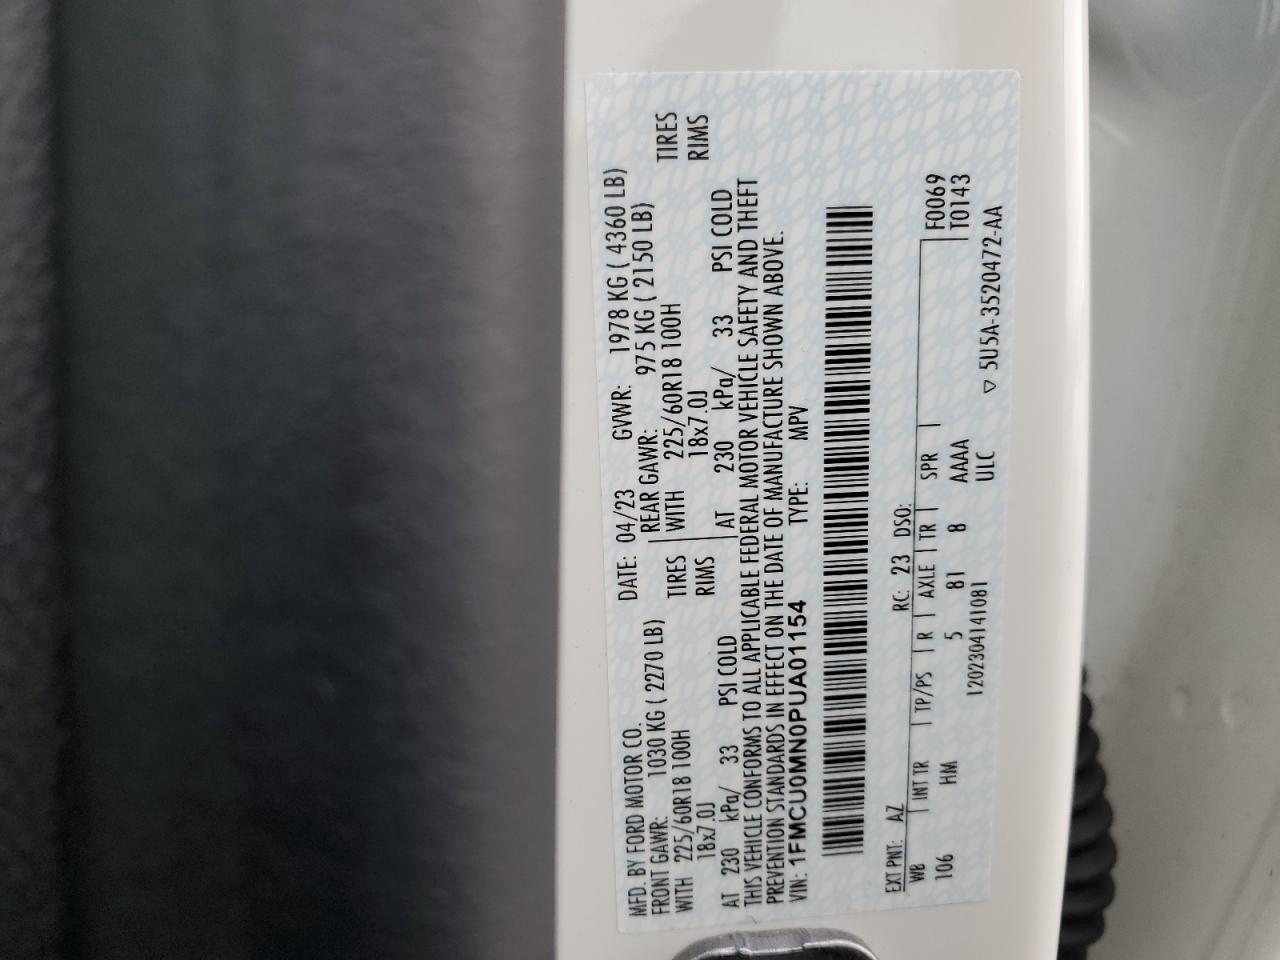 MFD. BY FORD MOTOR CO.
DATE: 04/23 GVWR: 1978 KG ( 4360 LB)
FRONT GAWR: 1030 KG ( 2270 LB) REAR GAWR: 975 KG ( 2150 LB)
WITH 225/60R18 100H TIRES WITH 225/60R18 100H TIRES
18x7.0J RIMS 18x7.0J RIMS
AT 230 kPa/ 33 PSI COLD AT 230 kPa/ 33 PSI COLD
THIS VEHICLE CONFORMS TO ALL APPLICABLE FEDERAL MOTOR VEHICLE SAFETY AND THEFT
PREVENTION STANDARDS IN EFFECT ON THE DATE OF MANUFACTURE SHOWN ABOVE.
VIN: 1FMCU0MN0PUA01154 TYPE: MPV
EXT PNT: AZ RC: 23 DSO: F0069
WB INT TR TP/PS R AXLE TR SPR T0143
106 HM 5 81 8 AAAA
1202304141081 ULC
▽ 5U5A-3520472-AA